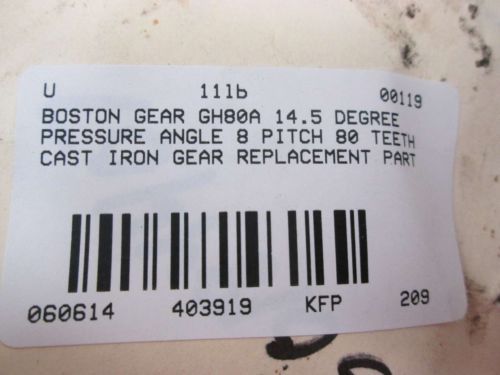 U 11lb 00119
BOSTON GEAR GH80A 14.5 DEGREE
PRESSURE ANGLE 8 PITCH 80 TEETH
CAST IRON GEAR REPLACEMENT PART
060614 403919 KFP 209